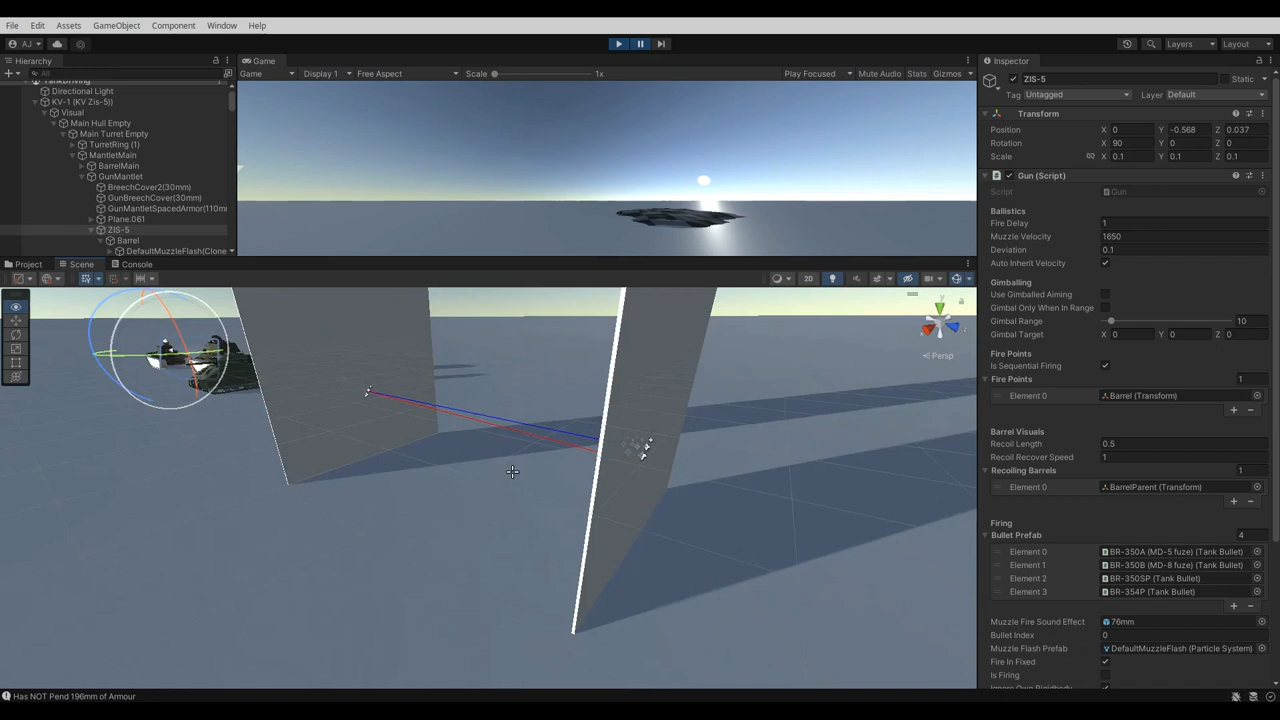 File Edit Assets GameObject Component Window Help
AJ
Layers Layout
Hierarchy
All
Directional Light
KV-1 (KV Zis-5))
Visual
Main Hull Empty
Main Turret Empty
TurretRing (1)
MantletMain
BarrelMain
GunMantlet
BreechCover2(30mm)
GunBreechCover(30mm)
GunMantletSpacedArmor(110m
Plane.061
ZIS-5
Barrel
DefaultMuzzleFlash(Clone
Game
Game Display 1 Free Aspect Scale 1x Play Focused Mute Audio Stats Gizmos
Project Scene Console
2D
Persp
Inspector
ZIS-5 Static
Tag Untagged Layer Default
Transform
Position X 0 Y -0.568 Z 0.037
Rotation X 90 Y 0 Z 0
Scale X 0.1 Y 0.1 Z 0.1
Gun (Script)
Script Gun
Ballistics
Fire Delay 1
Muzzle Velocity 1650
Deviation 0.1
Auto Inherit Velocity
Gimballing
Use Gimballed Aiming
Gimbal Only When In Range
Gimbal Range 10
Gimbal Target X 0 Y 0 Z 0
Fire Points
Is Sequential Firing
Fire Points 1
Element 0 Barrel (Transform)
Barrel Visuals
Recoil Length 0.5
Recoil Recover Speed 1
Recoiling Barrels 1
Element 0 BarrelParent (Transform)
Firing
Bullet Prefab 4
Element 0 BR-350A (MD-5 fuze) (Tank Bullet)
Element 1 BR-350B (MD-8 fuze) (Tank Bullet)
Element 2 BR-350SP (Tank Bullet)
Element 3 BR-354P (Tank Bullet)
Muzzle Fire Sound Effect 76mm
Bullet Index 0
Muzzle Flash Prefab DefaultMuzzleFlash (Particle System)
Fire In Fixed
Is Firing
Has NOT Pend 196mm of Armour